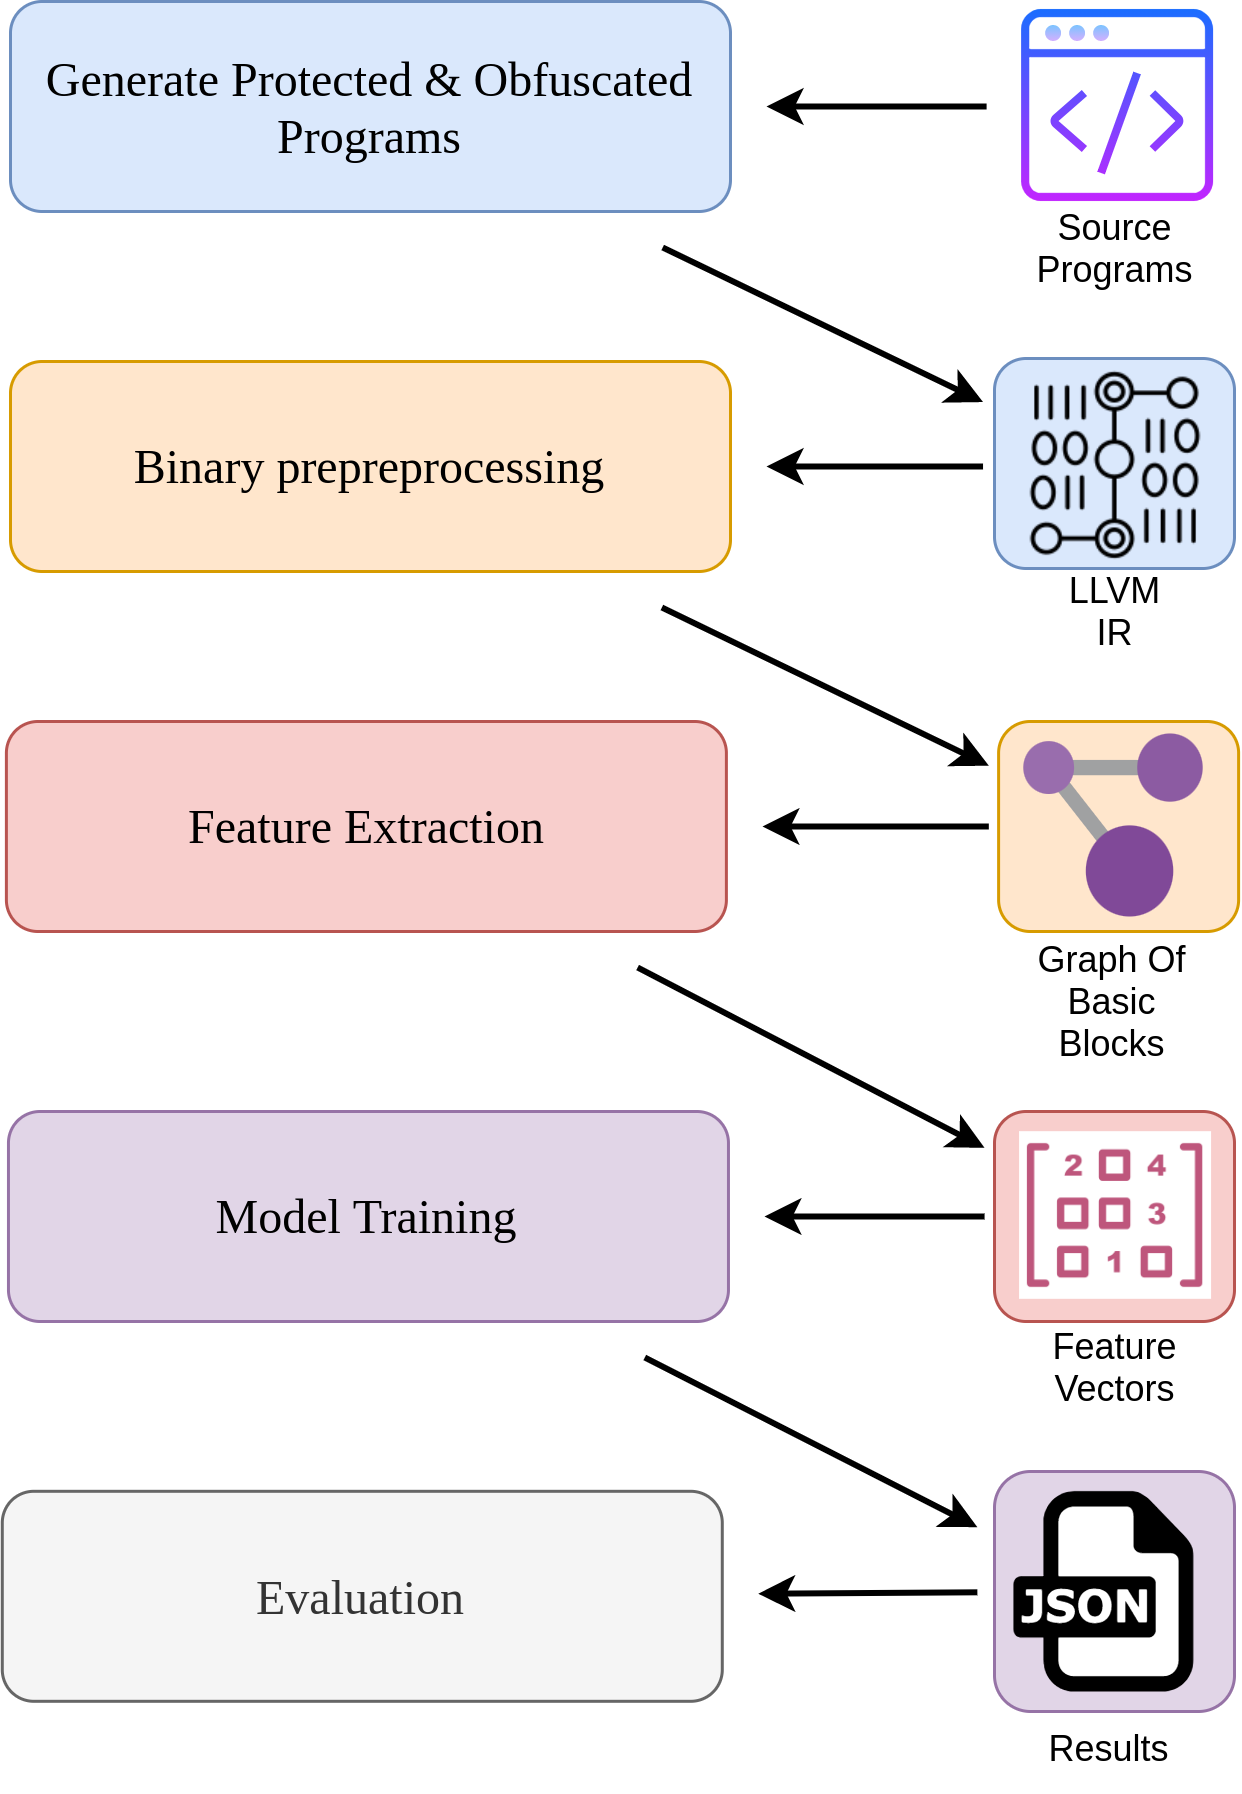 Generate Protected & Obfuscated
Programs
Source
Programs
Binary prepreprocessing
LLVM
IR
Feature Extraction
Graph Of
Basic
Blocks
Model Training
2 4
3
1
Feature
Vectors
Evaluation
JSON
Results